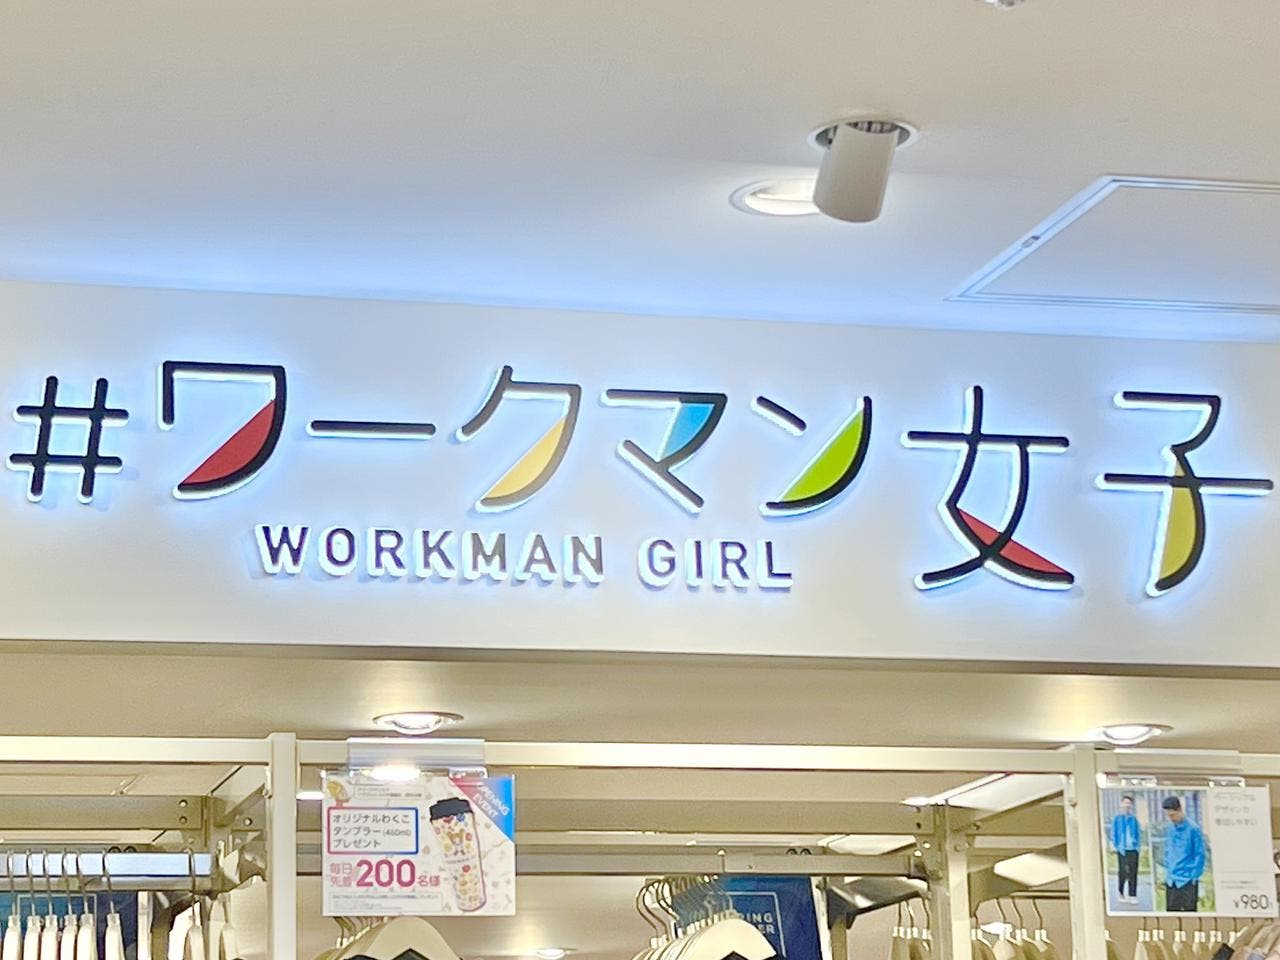 #ワークマン女子
WORKMAN GIRL
OPENING
EVENT
オリジナルわくこ
タンブラー(460ml)
プレゼント
毎日
先着200名様
¥980